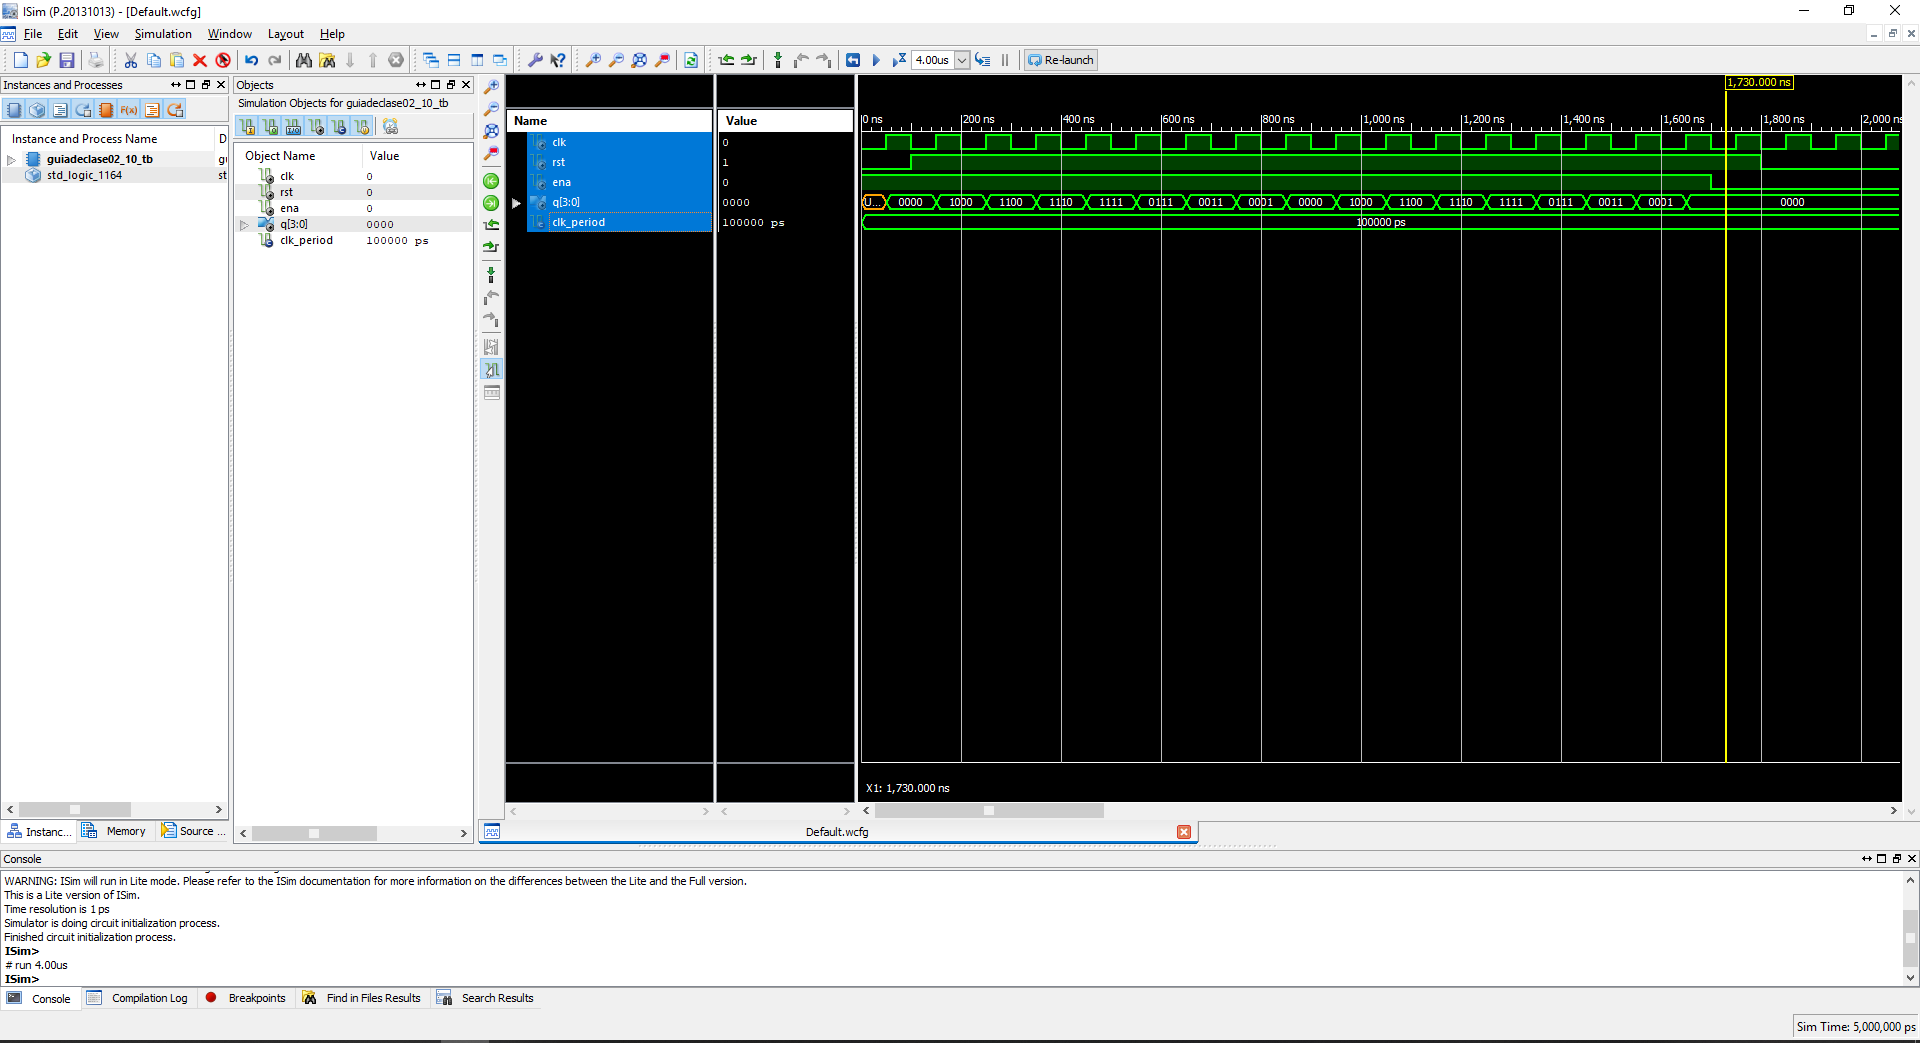 ISim (P.20131013) - [Default.wcfg]
File Edit View Simulation Window Layout Help
4.00us Re-launch
Instances and Processes
Instance and Process Name D
guiadeclase02_10_tb gu
std_logic_1164 st
Instanc... Memory Source ...
Objects
Simulation Objects for guiadeclase02_10_tb
Object Name Value
clk 0
rst 0
ena 0
q[3:0] 0000
clk_period 100000 ps
Name Value
clk 0
rst 1
ena 0
q[3:0] 0000
clk_period 100000 ps
1,730.000 ns
0 ns 200 ns 400 ns 600 ns 800 ns 1,000 ns 1,200 ns 1,400 ns 1,600 ns 1,800 ns 2,000 ns
U... 0000 1000 1100 1110 1111 0111 0011 0001 0000 1000 1100 1110 1111 0111 0011 0001 0000
100000 ps
X1: 1,730.000 ns
Default.wcfg
Console
WARNING: ISim will run in Lite mode. Please refer to the ISim documentation for more information on the differences between the Lite and the Full version.
This is a Lite version of ISim.
Time resolution is 1 ps
Simulator is doing circuit initialization process.
Finished circuit initialization process.
ISim>
# run 4.00us
ISim>
Console Compilation Log Breakpoints Find in Files Results Search Results
Sim Time: 5,000,000 ps